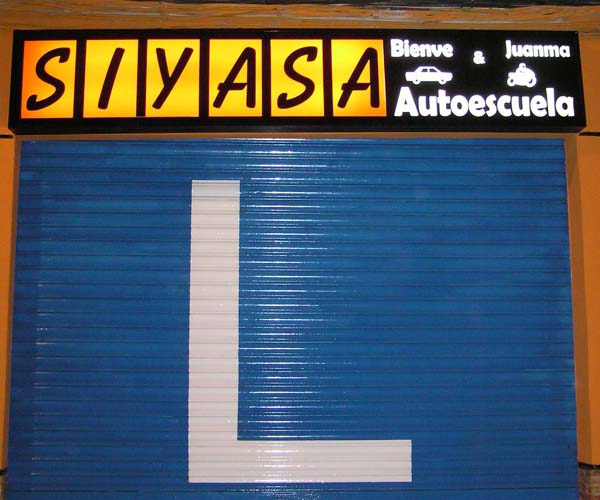 SIYASA
Bienve & Juanma
Autoescuela
L